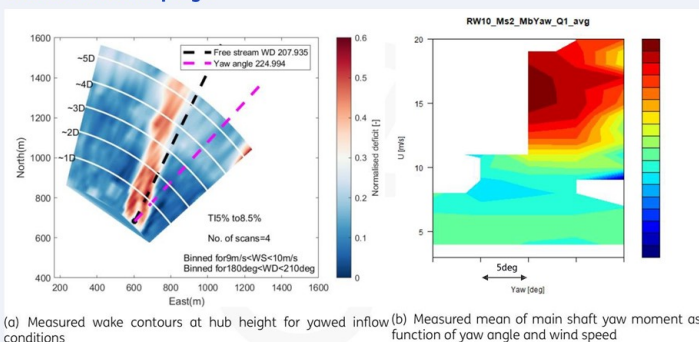 RW10_Ms2_MbYaw_Q1_avg
1600
1400
1200
1000
800
600
400
North(m)
200 400 600 800 1000 1200 1400 1600
East(m)
~5D
~4D
~3D
~2D
~1D
Free stream WD 207.935
Yaw angle 224.994
TI5% to8.5%
No. of scans=4
Binned for9m/s<WS<10m/s
Binned for180deg<WD<210deg
0.6
0.5
0.4
0.3
0.2
0.1
0
Normalised deficit [-]
20
15
10
5
U [m/s]
5deg
Yaw [deg]
(a) Measured wake contours at hub height for yawed inflow
conditions
(b) Measured mean of main shaft yaw moment as
function of yaw angle and wind speed